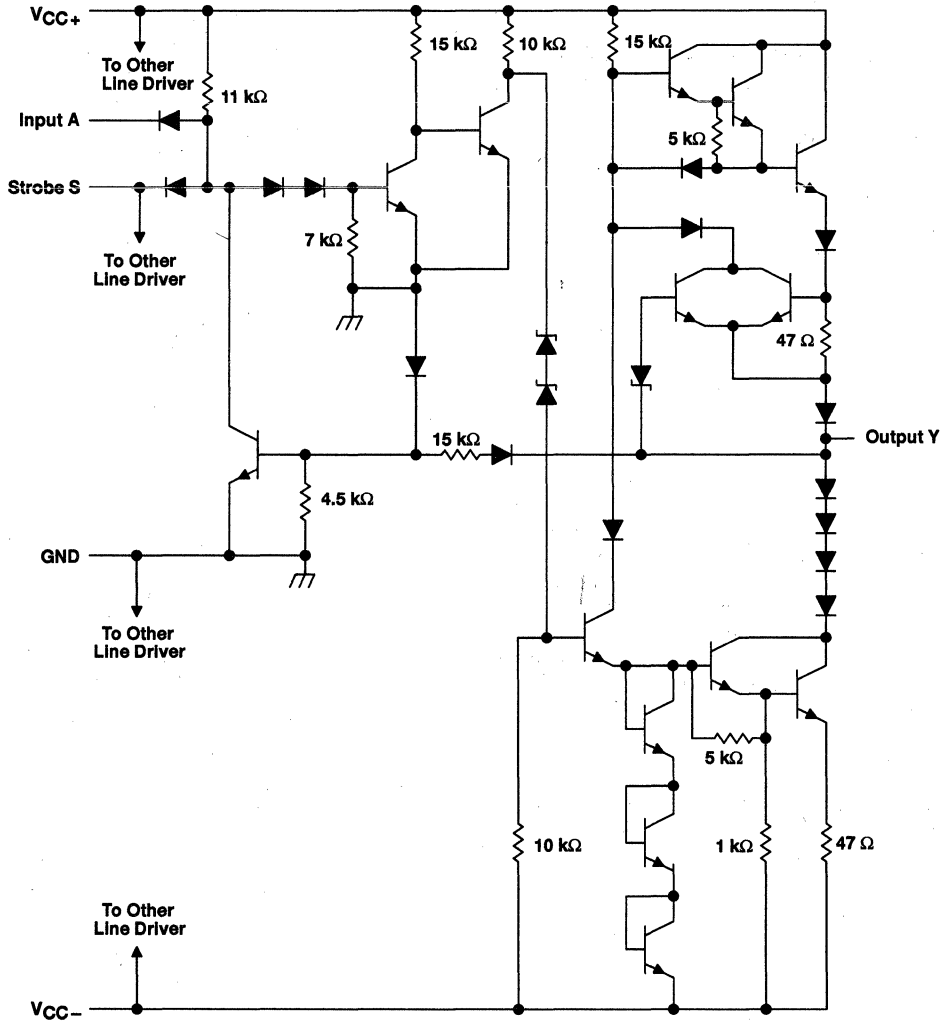 VCC+
15 kΩ
10 kΩ
15 kΩ
To Other
Line Driver
11 kΩ
Input A
5 kΩ
Strobe S
7 kΩ
To Other
Line Driver
47 Ω
15 kΩ
Output Y
4.5 kΩ
GND
To Other
Line Driver
5 kΩ
10 kΩ
1 kΩ
47 Ω
To Other
Line Driver
VCC−